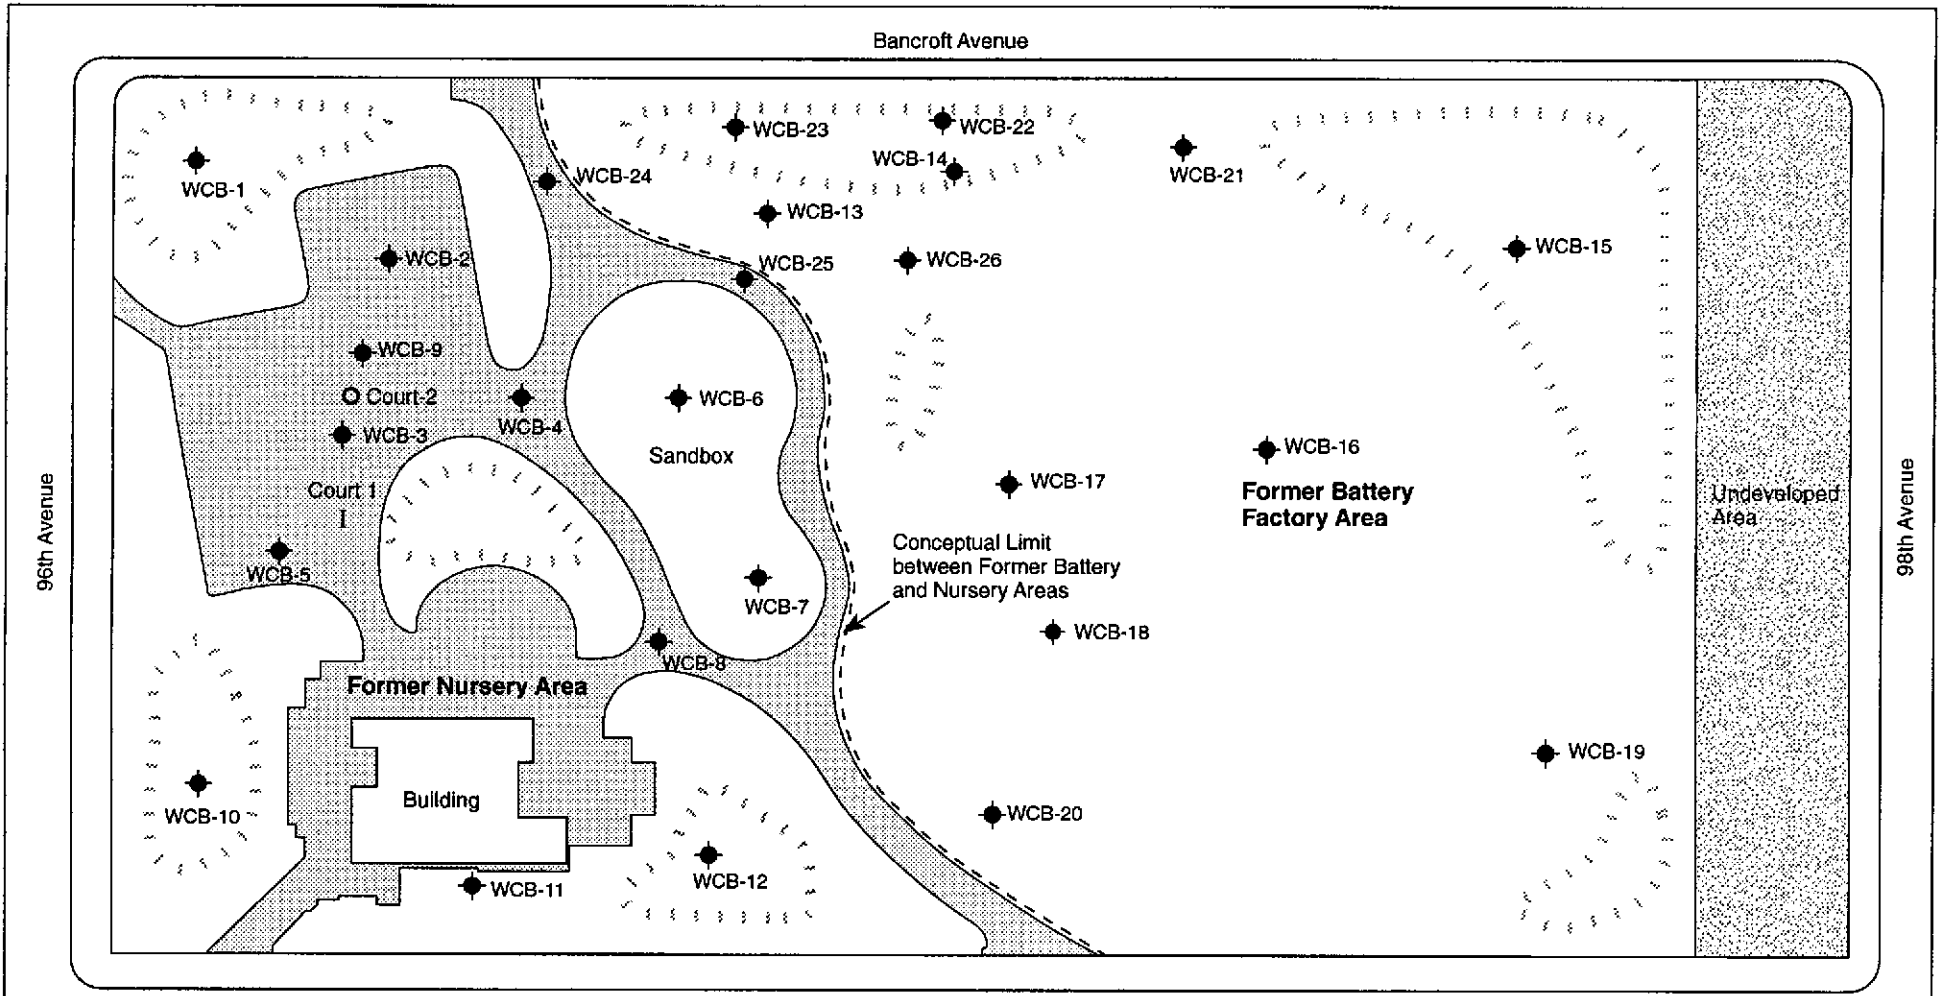 Bancroft Avenue
WCB-23
WCB-22
WCB-14
WCB-1
WCB-24
WCB-21
WCB-13
WCB-2
WCB-25
WCB-26
WCB-15
WCB-9
Court-2
WCB-6
WCB-3
WCB-4
Sandbox
WCB-16
WCB-17
Court 1
Former Battery
Factory Area
Undeveloped
Area
96th Avenue
98th Avenue
Conceptual Limit
between Former Battery
and Nursery Areas
WCB-5
WCB-7
WCB-18
WCB-8
Former Nursery Area
WCB-19
Building
WCB-10
WCB-20
WCB-11
WCB-12